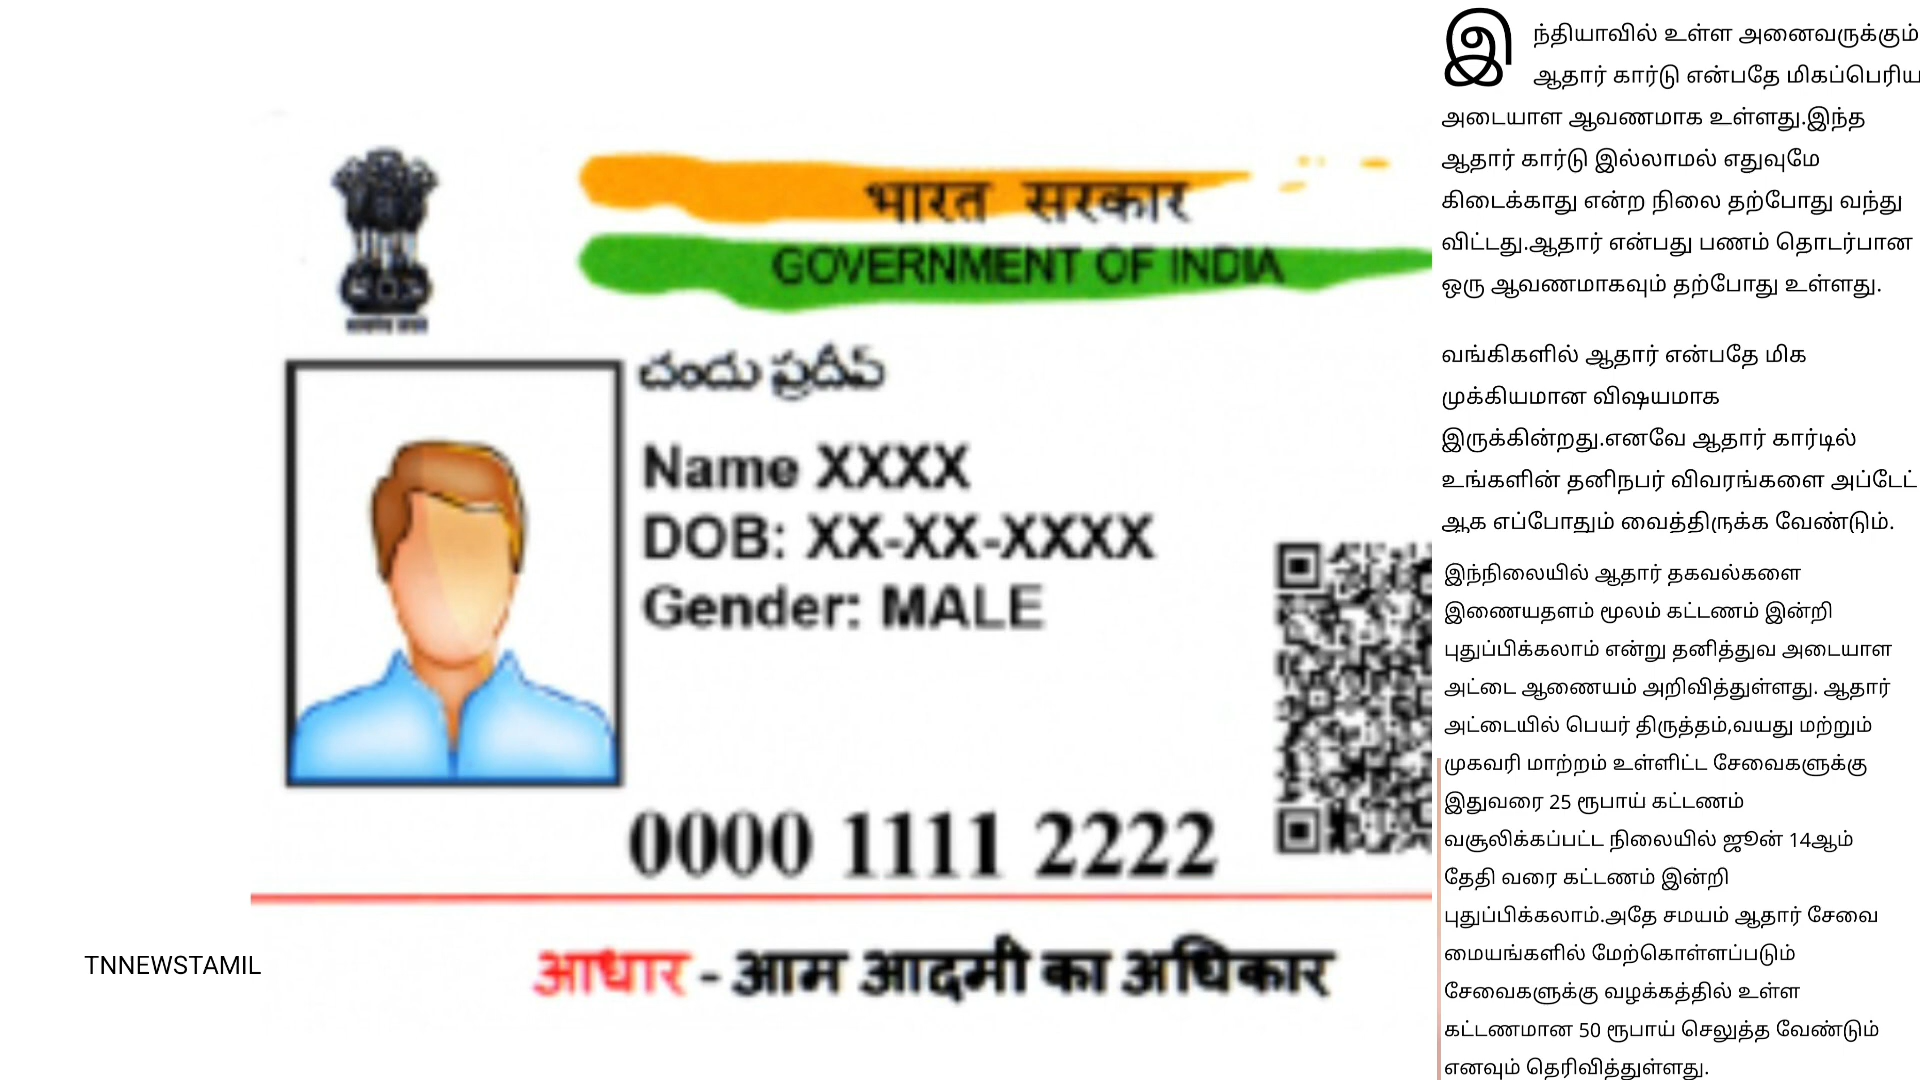 भारत सरकार
GOVERNMENT OF INDIA
చందు ప్రదీప్
Name XXXX
DOB: XX-XX-XXXX
Gender: MALE
0000 1111 2222
आधार - आम आदमी का अधिकार
TNNEWSTAMIL
இந்தியாவில் உள்ள அனைவருக்கும்
ஆதார் கார்டு என்பதே மிகப்பெரிய
அடையாள ஆவணமாக உள்ளது.இந்த
ஆதார் கார்டு இல்லாமல் எதுவுமே
கிடைக்காது என்ற நிலை தற்போது வந்து
விட்டது.ஆதார் என்பது பணம் தொடர்பான
ஒரு ஆவணமாகவும் தற்போது உள்ளது.
வங்கிகளில் ஆதார் என்பதே மிக
முக்கியமான விஷயமாக
இருக்கின்றது.எனவே ஆதார் கார்டில்
உங்களின் தனிநபர் விவரங்களை அப்டேட்
ஆக எப்போதும் வைத்திருக்க வேண்டும்.
இந்நிலையில் ஆதார் தகவல்களை
இணையதளம் மூலம் கட்டணம் இன்றி
புதுப்பிக்கலாம் என்று தனித்துவ அடையாள
அட்டை ஆணையம் அறிவித்துள்ளது. ஆதார்
அட்டையில் பெயர் திருத்தம்,வயது மற்றும்
முகவரி மாற்றம் உள்ளிட்ட சேவைகளுக்கு
இதுவரை 25 ரூபாய் கட்டணம்
வசூலிக்கப்பட்ட நிலையில் ஜூன் 14ஆம்
தேதி வரை கட்டணம் இன்றி
புதுப்பிக்கலாம்.அதே சமயம் ஆதார் சேவை
மையங்களில் மேற்கொள்ளப்படும்
சேவைகளுக்கு வழக்கத்தில் உள்ள
கட்டணமான 50 ரூபாய் செலுத்த வேண்டும்
எனவும் தெரிவித்துள்ளது.